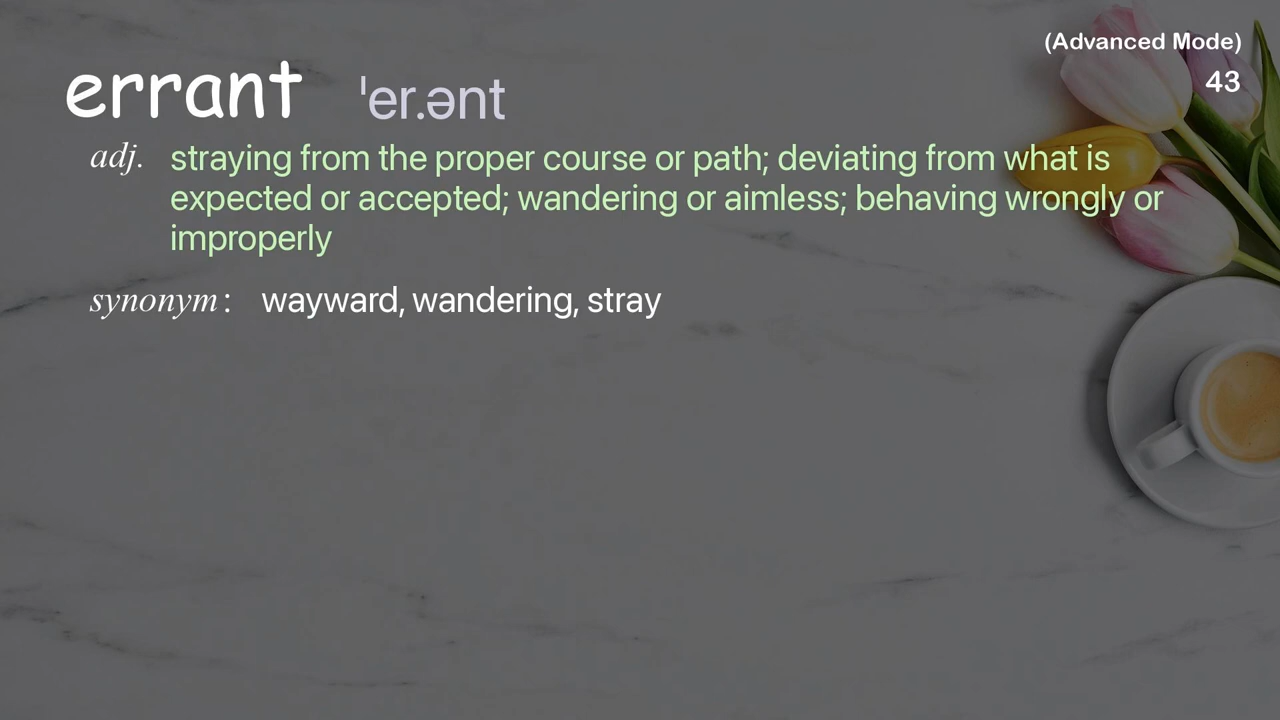 (Advanced Mode)
errant ˈer.ənt
43
adj. straying from the proper course or path; deviating from what is
expected or accepted; wandering or aimless; behaving wrongly or
improperly
synonym: wayward, wandering, stray